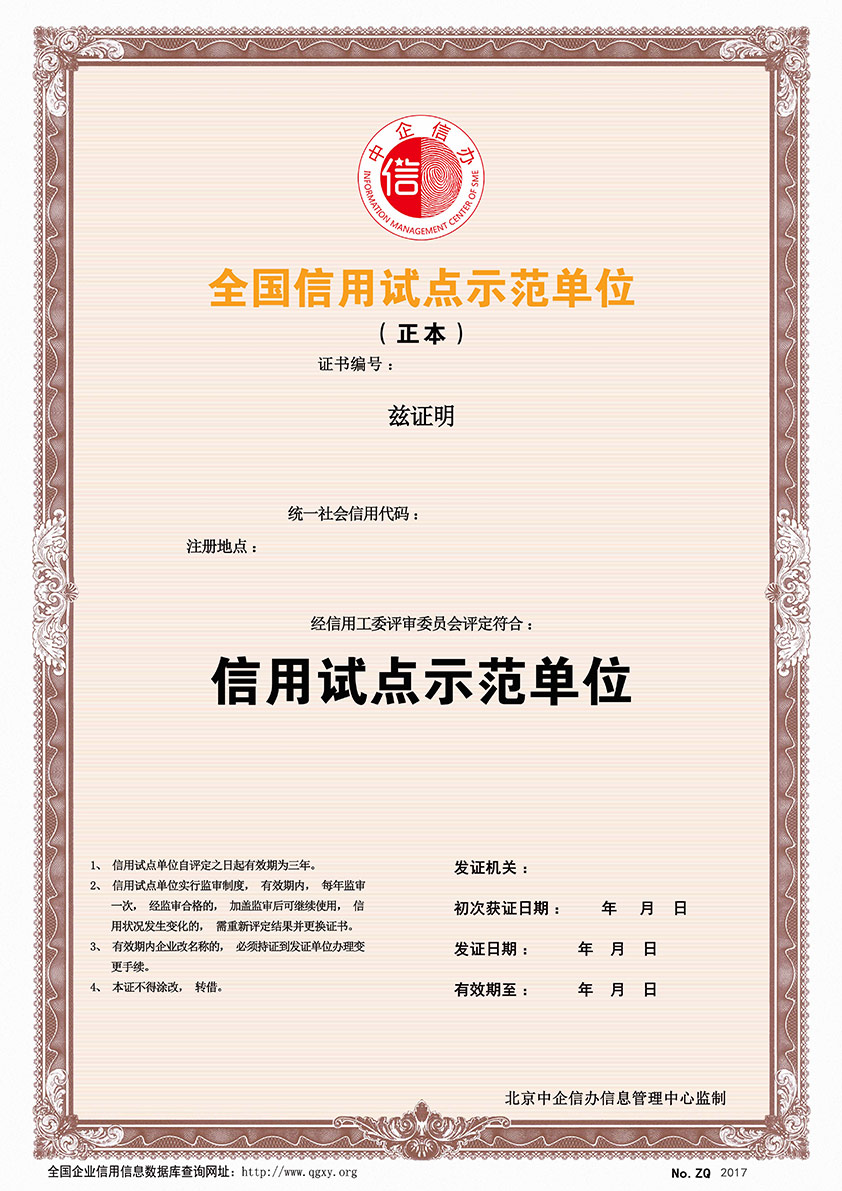 中企信办
信
INFORMATION MANAGEMENT CENTER OF SME
全国信用试点示范单位
（正本）
证书编号：
兹证明
统一社会信用代码：
注册地点：
经信用工委评审委员会评定符合：
信用试点示范单位
1、 信用试点单位自评定之日起有效期为三年。
2、 信用试点单位实行监审制度， 有效期内， 每年监审
一次， 经监审合格的， 加盖监审后可继续使用， 信
用状况发生变化的， 需重新评定结果并更换证书。
3、 有效期内企业改名称的， 必须持证到发证单位办理变
更手续。
4、 本证不得涂改， 转借。
发证机关：
初次获证日期： 年 月 日
发证日期： 年 月 日
有效期至： 年 月 日
北京中企信办信息管理中心监制
全国企业信用信息数据库查询网址：http://www.qgxy.org
No. ZQ 2017